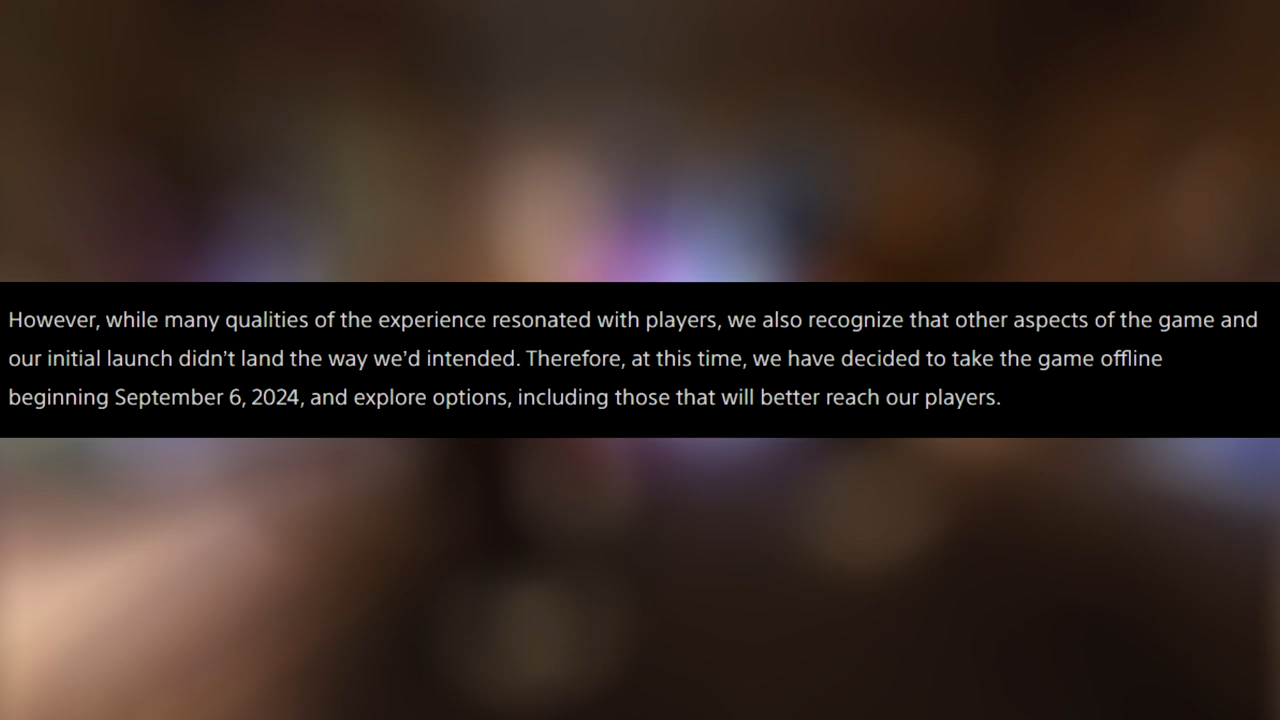 However, while many qualities of the experience resonated with players, we also recognize that other aspects of the game and
our initial launch didn’t land the way we’d intended. Therefore, at this time, we have decided to take the game offline
beginning September 6, 2024, and explore options, including those that will better reach our players.